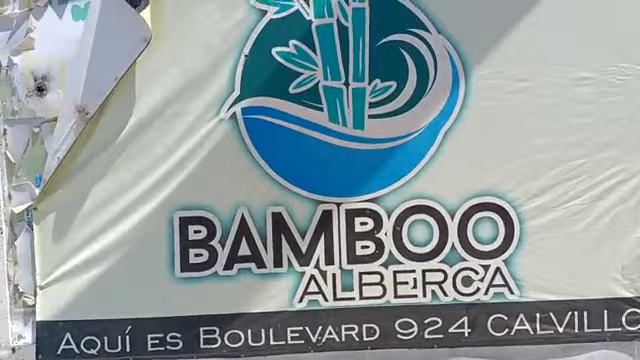 BAMBOO
ALBERCA
AQUÍ ES BOULEVARD 924 CALVILLO